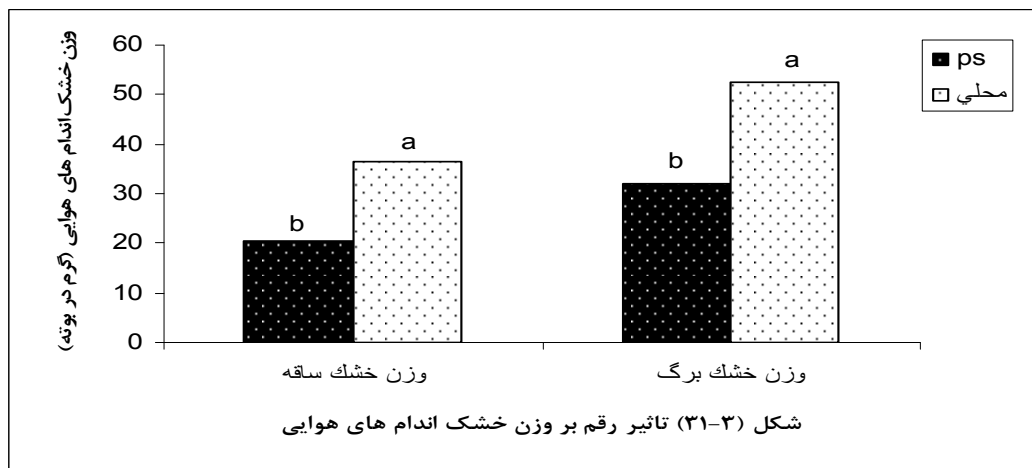 60
50
40
30
20
10
0
وزن خشک اندام های هوایی (گرم در بوته)
b
a
b
a
ps
محلي
وزن خشك ساقه
وزن خشك برگ
شکل (۳-۳۱) تاثیر رقم بر وزن خشک اندام های هوایی